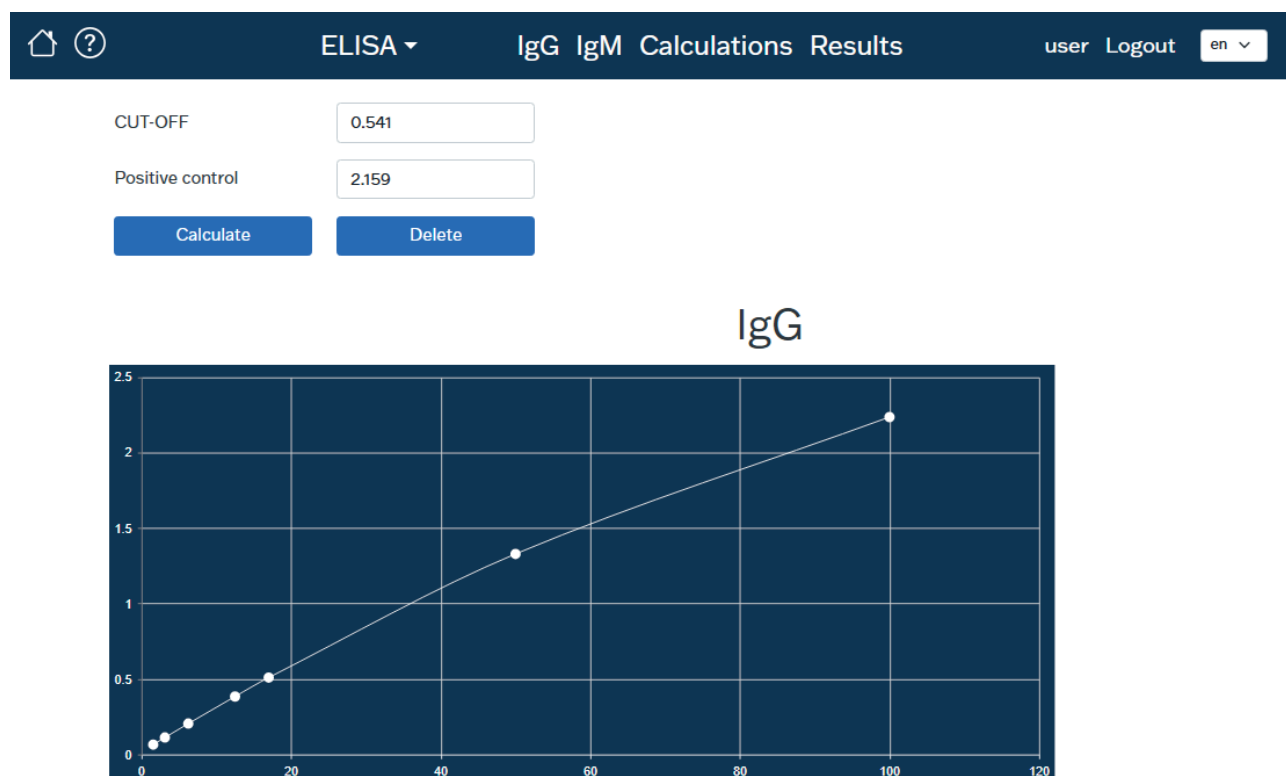 ELISA IgG IgM Calculations Results user Logout en
CUT-OFF 0.541
Positive control 2.159
Calculate Delete
IgG
2.5
2
1.5
1
0.5
0
0 20 40 60 80 100 120